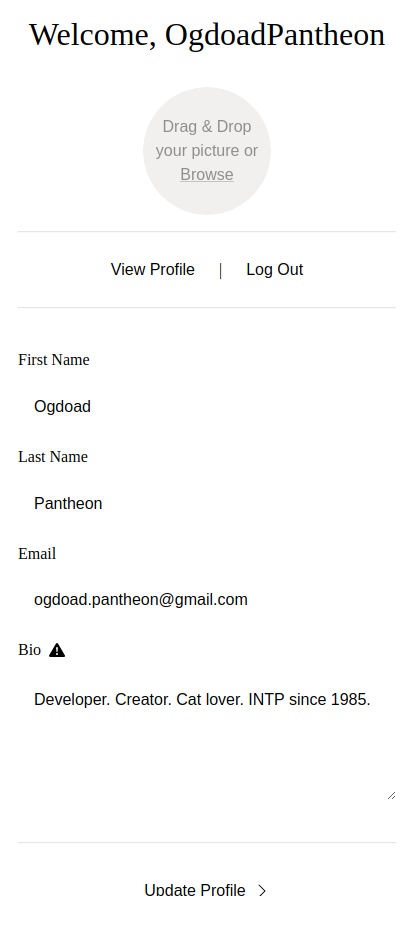 Welcome, OgdoadPantheon
Drag & Drop
your picture or
Browse
View Profile | Log Out
First Name
Ogdoad
Last Name
Pantheon
Email
ogdoad.pantheon@gmail.com
Bio
Developer. Creator. Cat lover. INTP since 1985.
Update Profile